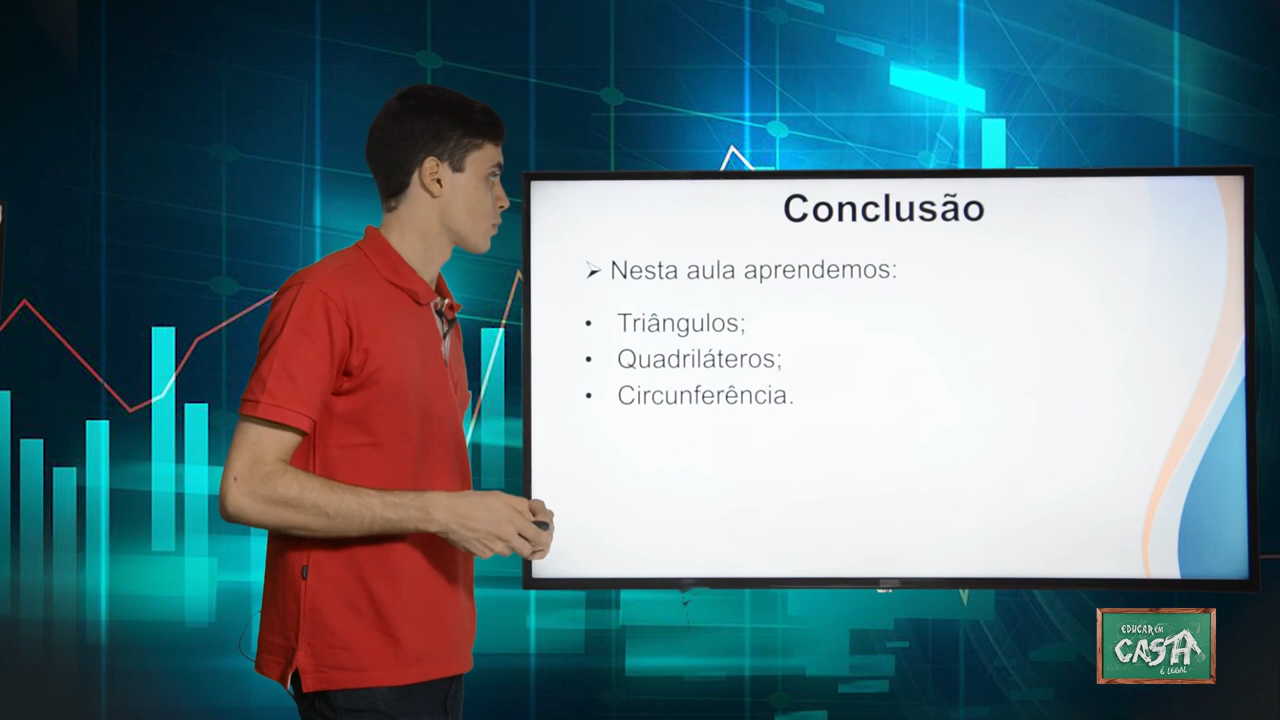 Conclusão
➢ Nesta aula aprendemos:
• Triângulos;
• Quadriláteros;
• Circunferência.
EDUCAR EM
CASA
É LEGAL